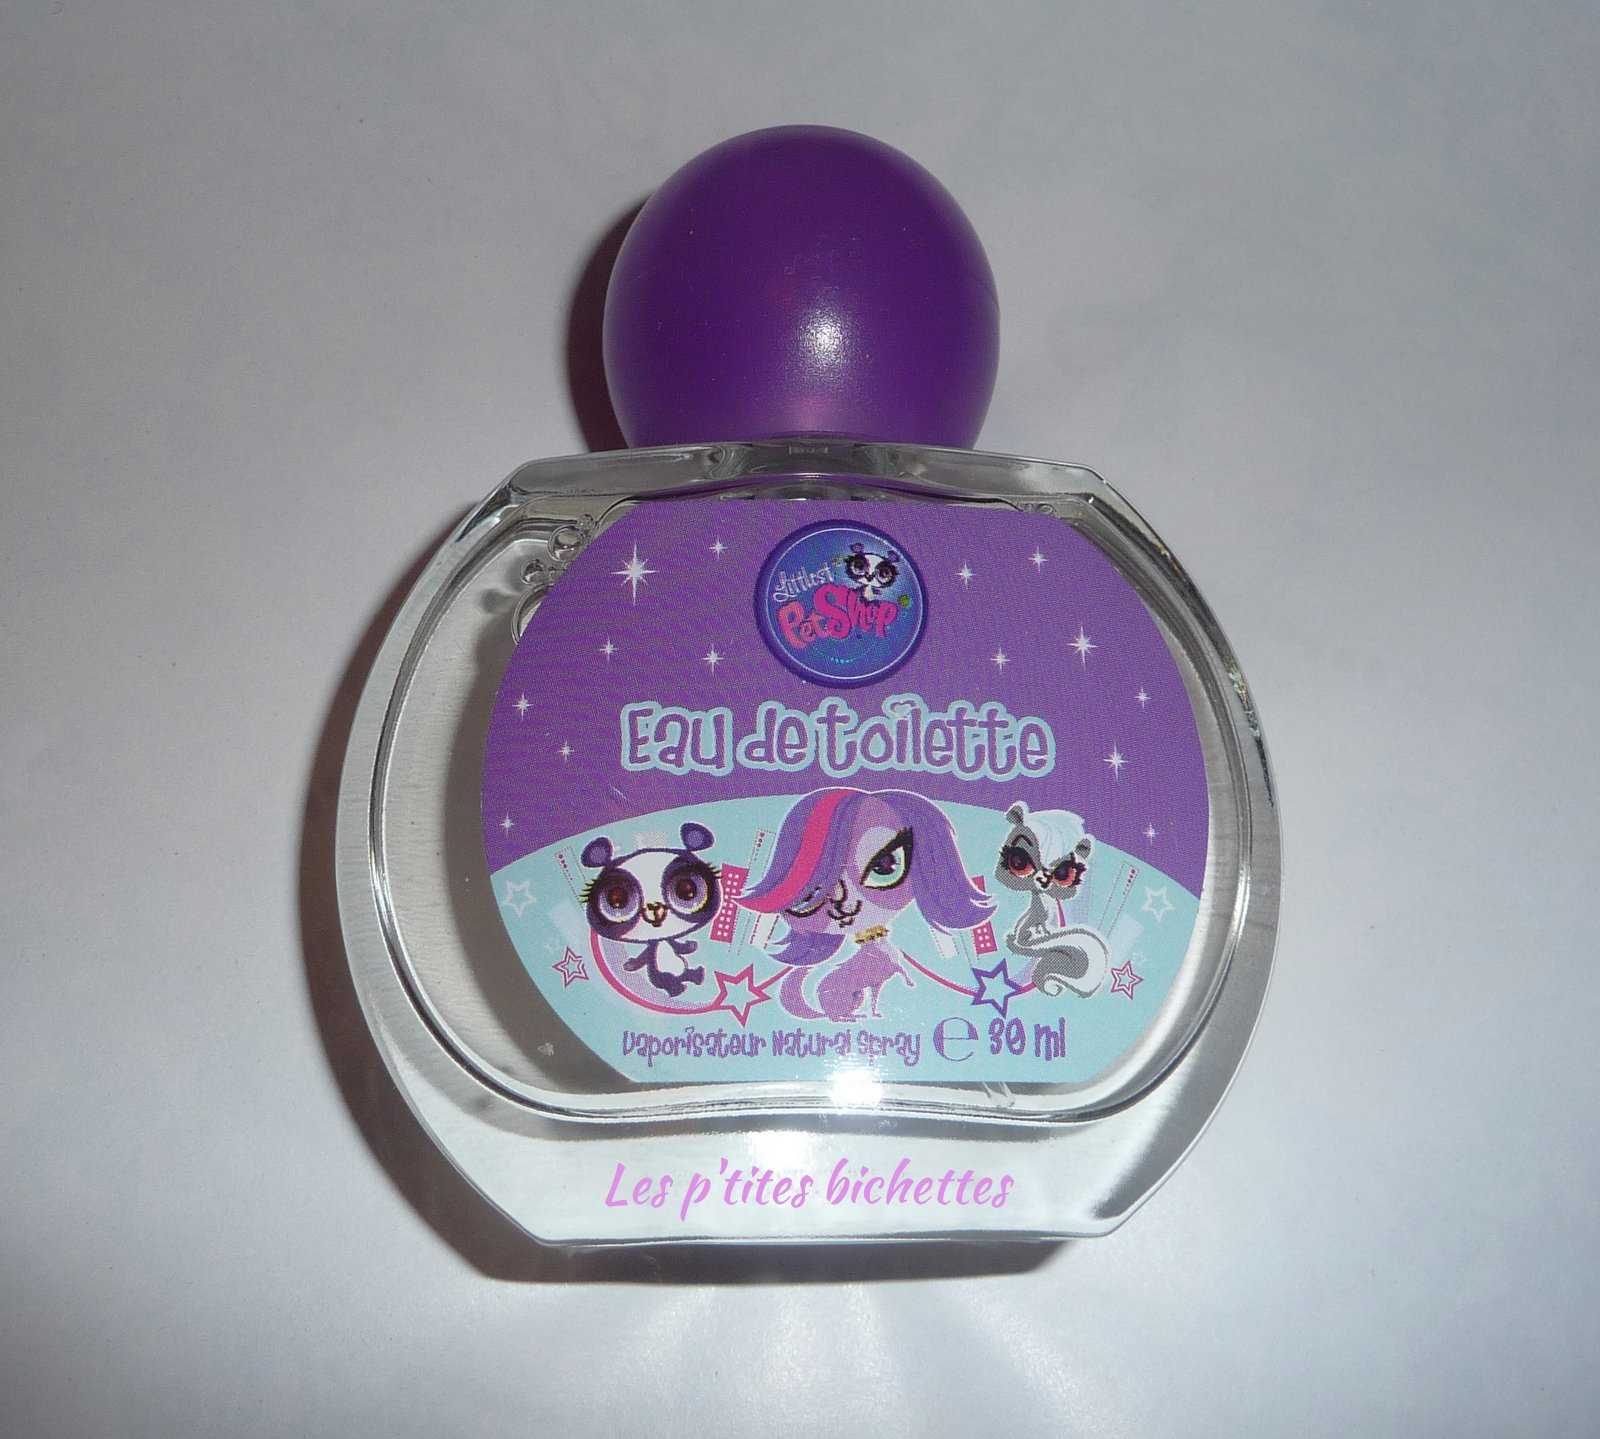 Littlest
PetShop
Eau de toilette
Vaporisateur Natural Spray e 30 ml
Les p'tites bichettes